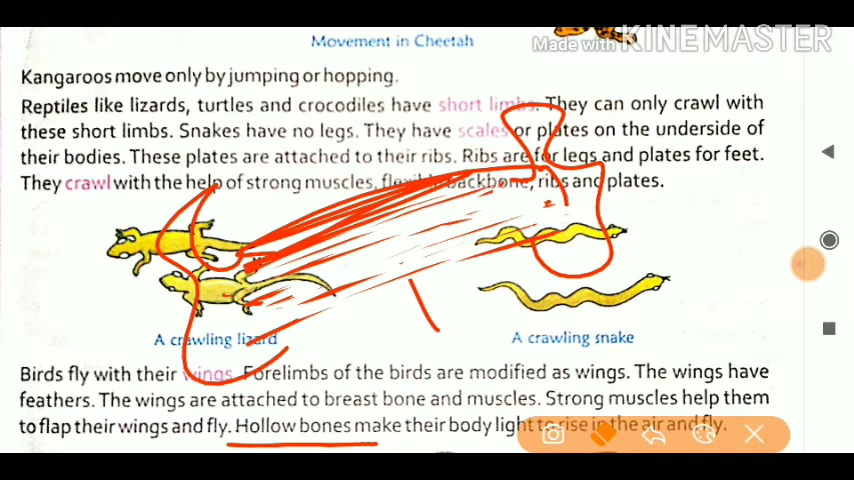 Movement in Cheetah
Made with KINEMASTER
Kangaroos move only by jumping or hopping.
Reptiles like lizards, turtles and crocodiles have short limbs. They can only crawl with
these short limbs. Snakes have no legs. They have scales or plates on the underside of
their bodies. These plates are attached to their ribs. Ribs are for legs and plates for feet.
They crawl with the help of strong muscles, flexible backbone, ribs and plates.
A crawling lizard
A crawling snake
Birds fly with their wings. Forelimbs of the birds are modified as wings. The wings have
feathers. The wings are attached to breast bone and muscles. Strong muscles help them
to flap their wings and fly. Hollow bones make their body light to rise in the air and fly.